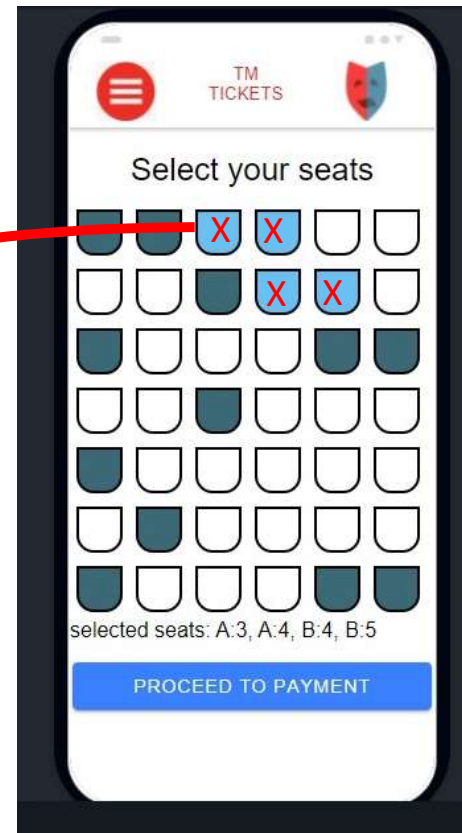 TM
TICKETS
Select your seats
X X
X X
selected seats: A:3, A:4, B:4, B:5
PROCEED TO PAYMENT